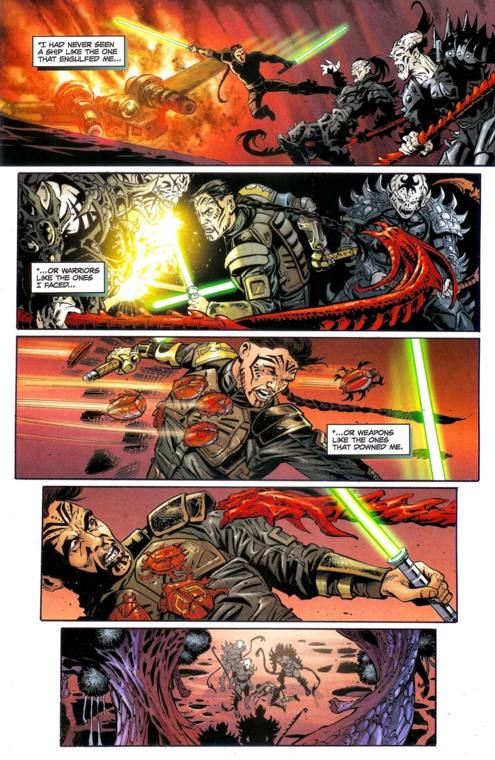 "I HAD NEVER SEEN
A SHIP LIKE THE ONE
THAT ENGULFED ME...
"...OR WARRIORS
LIKE THE ONES
I FACED...
"...OR WEAPONS
LIKE THE ONES
THAT DOWNED ME.